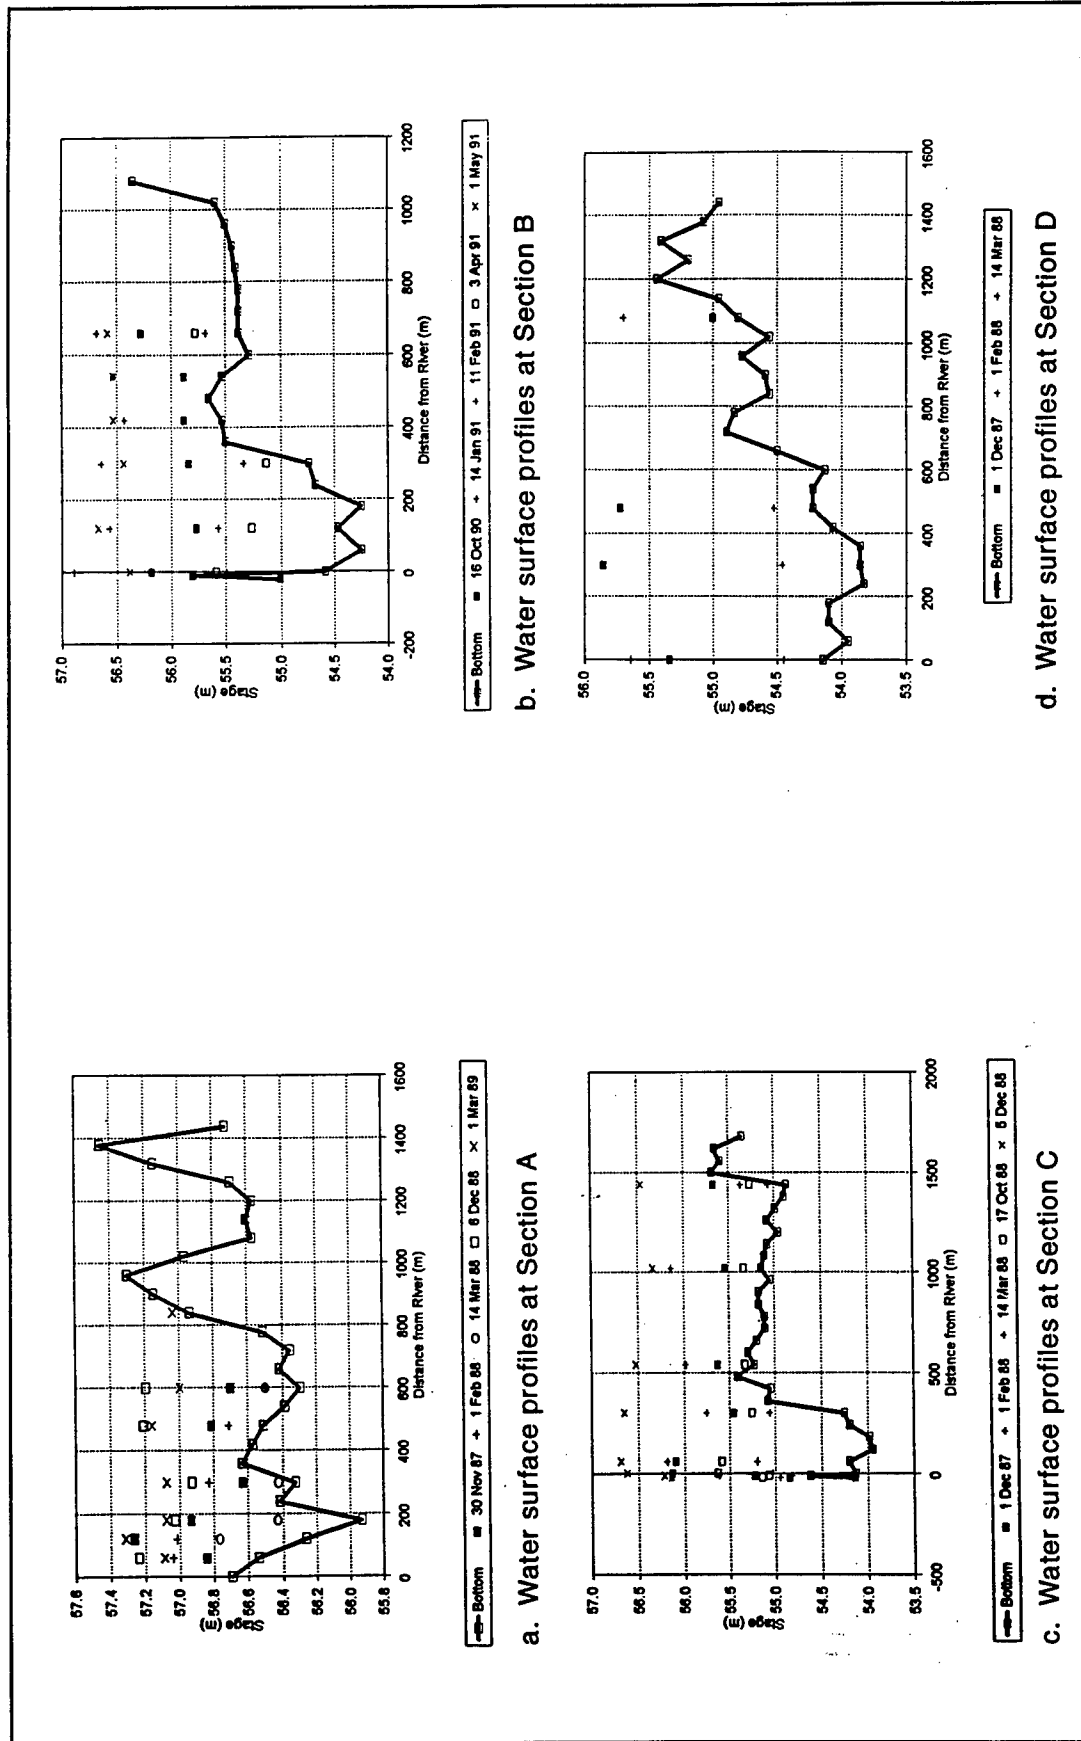 57.6
57.4
57.2
57.0
56.8
56.6
56.4
56.2
56.0
55.8
Stage (m)
0 200 400 600 800 1000 1200 1400 1600
Distance from River (m)
Bottom 30 Nov 87 + 1 Feb 88 14 Mar 88 6 Dec 88 × 1 Mar 89
a. Water surface profiles at Section A
57.0
56.5
56.0
55.5
55.0
54.5
54.0
Stage (m)
-200 0 200 400 600 800 1000 1200
Distance from River (m)
Bottom 16 Oct 90 + 14 Jan 91 + 11 Feb 91 3 Apr 91 × 1 May 91
b. Water surface profiles at Section B
57.0
56.5
56.0
55.5
55.0
54.5
54.0
53.5
Stage (m)
-500 0 500 1000 1500 2000
Distance from River (m)
Bottom 1 Dec 87 + 1 Feb 88 + 14 Mar 88 17 Oct 88 × 5 Dec 88
c. Water surface profiles at Section C
56.0
55.5
55.0
54.5
54.0
53.5
Stage (m)
0 200 400 600 800 1000 1200 1400 1600
Distance from River (m)
Bottom 1 Dec 87 + 1 Feb 88 + 14 Mar 88
d. Water surface profiles at Section D